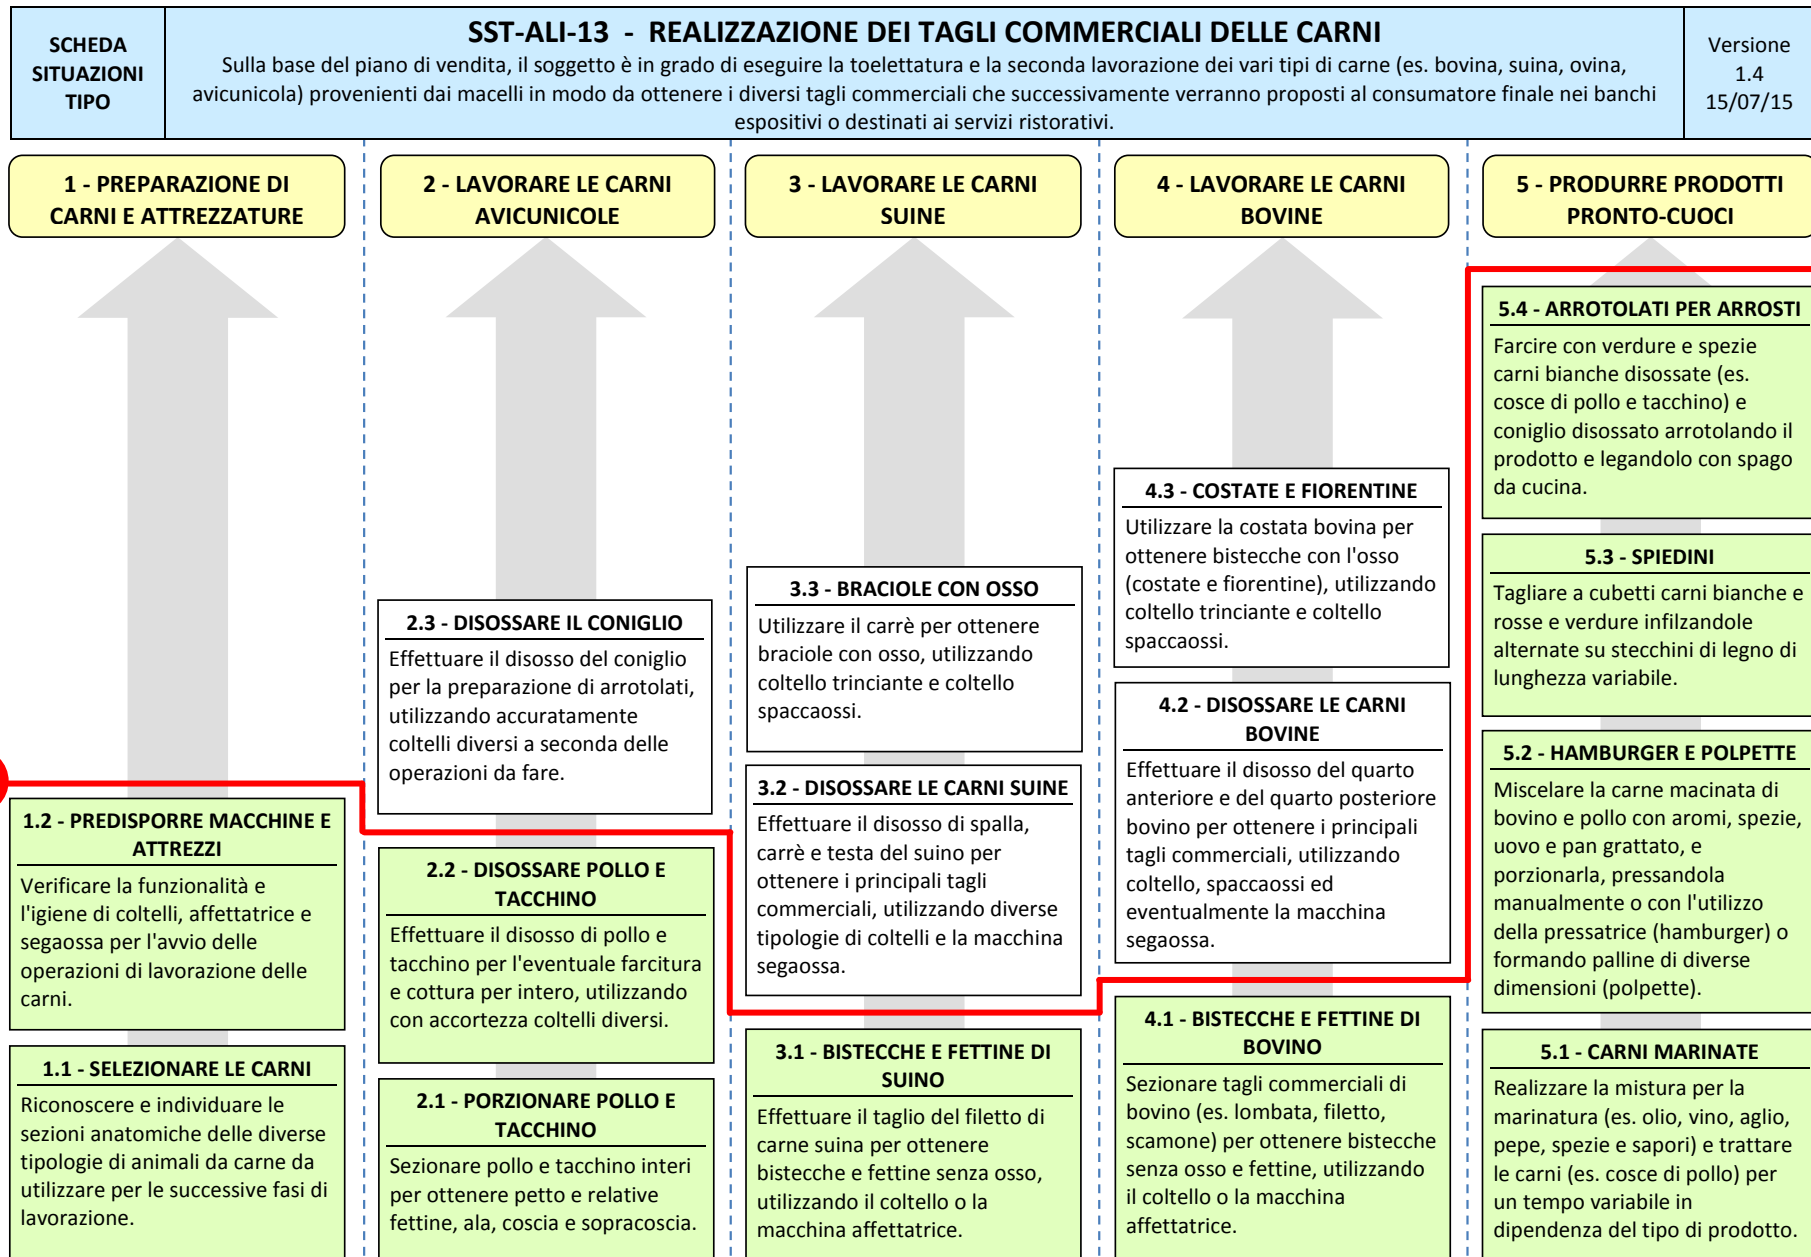 SCHEDA
SITUAZIONI
TIPO
SST-ALI-13 - REALIZZAZIONE DEI TAGLI COMMERCIALI DELLE CARNI
Sulla base del piano di vendita, il soggetto è in grado di eseguire la toelettatura e la seconda lavorazione dei vari tipi di carne (es. bovina, suina, ovina,
avicunicola) provenienti dai macelli in modo da ottenere i diversi tagli commerciali che successivamente verranno proposti al consumatore finale nei banchi
espositivi o destinati ai servizi ristorativi.
Versione
1.4
15/07/15
1 - PREPARAZIONE DI
CARNI E ATTREZZATURE
1.2 - PREDISPORRE MACCHINE E
ATTREZZI
Verificare la funzionalità e
l'igiene di coltelli, affettatrice e
segaossa per l'avvio delle
operazioni di lavorazione delle
carni.
1.1 - SELEZIONARE LE CARNI
Riconoscere e individuare le
sezioni anatomiche delle diverse
tipologie di animali da carne da
utilizzare per le successive fasi di
lavorazione.
2 - LAVORARE LE CARNI
AVICUNICOLE
2.3 - DISOSSARE IL CONIGLIO
Effettuare il disosso del coniglio
per la preparazione di arrotolati,
utilizzando accuratamente
coltelli diversi a seconda delle
operazioni da fare.
2.2 - DISOSSARE POLLO E
TACCHINO
Effettuare il disosso di pollo e
tacchino per l'eventuale farcitura
e cottura per intero, utilizzando
con accortezza coltelli diversi.
2.1 - PORZIONARE POLLO E
TACCHINO
Sezionare pollo e tacchino interi
per ottenere petto e relative
fettine, ala, coscia e sopracoscia.
3 - LAVORARE LE CARNI
SUINE
3.3 - BRACIOLE CON OSSO
Utilizzare il carrè per ottenere
braciole con osso, utilizzando
coltello trinciante e coltello
spaccaossi.
3.2 - DISOSSARE LE CARNI SUINE
Effettuare il disosso di spalla,
carrè e testa del suino per
ottenere i principali tagli
commerciali, utilizzando diverse
tipologie di coltelli e la macchina
segaossa.
3.1 - BISTECCHE E FETTINE DI
SUINO
Effettuare il taglio del filetto di
carne suina per ottenere
bistecche e fettine senza osso,
utilizzando il coltello o la
macchina affettatrice.
4 - LAVORARE LE CARNI
BOVINE
4.3 - COSTATE E FIORENTINE
Utilizzare la costata bovina per
ottenere bistecche con l'osso
(costate e fiorentine), utilizzando
coltello trinciante e coltello
spaccaossi.
4.2 - DISOSSARE LE CARNI
BOVINE
Effettuare il disosso del quarto
anteriore e del quarto posteriore
bovino per ottenere i principali
tagli commerciali, utilizzando
coltello, spaccaossi ed
eventualmente la macchina
segaossa.
4.1 - BISTECCHE E FETTINE DI
BOVINO
Sezionare tagli commerciali di
bovino (es. lombata, filetto,
scamone) per ottenere bistecche
senza osso e fettine, utilizzando
il coltello o la macchina
affettatrice.
5 - PRODURRE PRODOTTI
PRONTO-CUOCI
5.4 - ARROTOLATI PER ARROSTI
Farcire con verdure e spezie
carni bianche disossate (es.
cosce di pollo e tacchino) e
coniglio disossato arrotolando il
prodotto e legandolo con spago
da cucina.
5.3 - SPIEDINI
Tagliare a cubetti carni bianche e
rosse e verdure infilzandole
alternate su stecchini di legno di
lunghezza variabile.
5.2 - HAMBURGER E POLPETTE
Miscelare la carne macinata di
bovino e pollo con aromi, spezie,
uovo e pan grattato, e
porzionarla, pressandola
manualmente o con l'utilizzo
della pressatrice (hamburger) o
formando palline di diverse
dimensioni (polpette).
5.1 - CARNI MARINATE
Realizzare la mistura per la
marinatura (es. olio, vino, aglio,
pepe, spezie e sapori) e trattare
le carni (es. cosce di pollo) per
un tempo variabile in
dipendenza del tipo di prodotto.